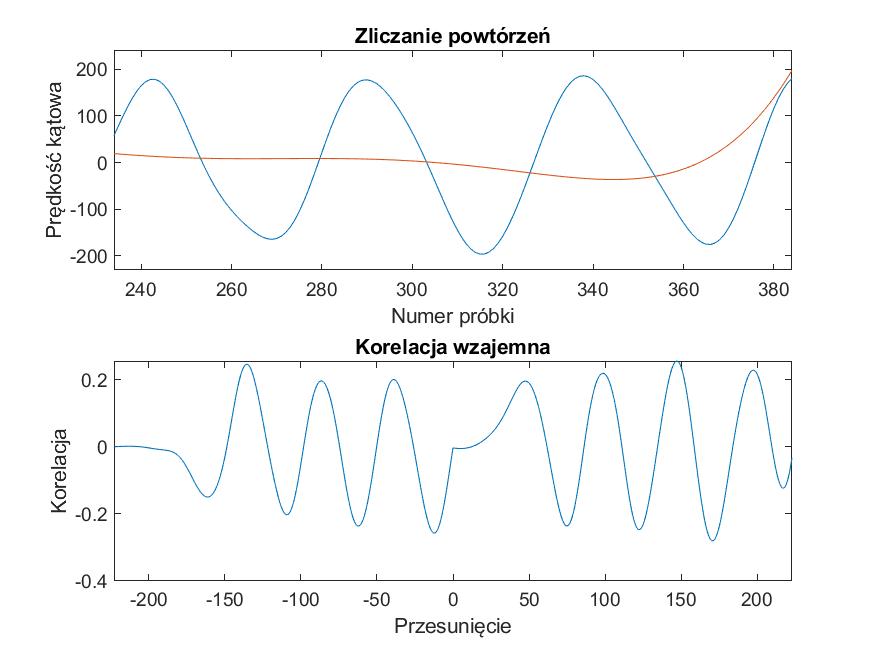 Zliczanie powtórzeń
Prędkość kątowa
200
100
0
-100
-200
240 260 280 300 320 340 360 380
Numer próbki
Korelacja wzajemna
Korelacja
0.2
0
-0.2
-0.4
-200 -150 -100 -50 0 50 100 150 200
Przesunięcie